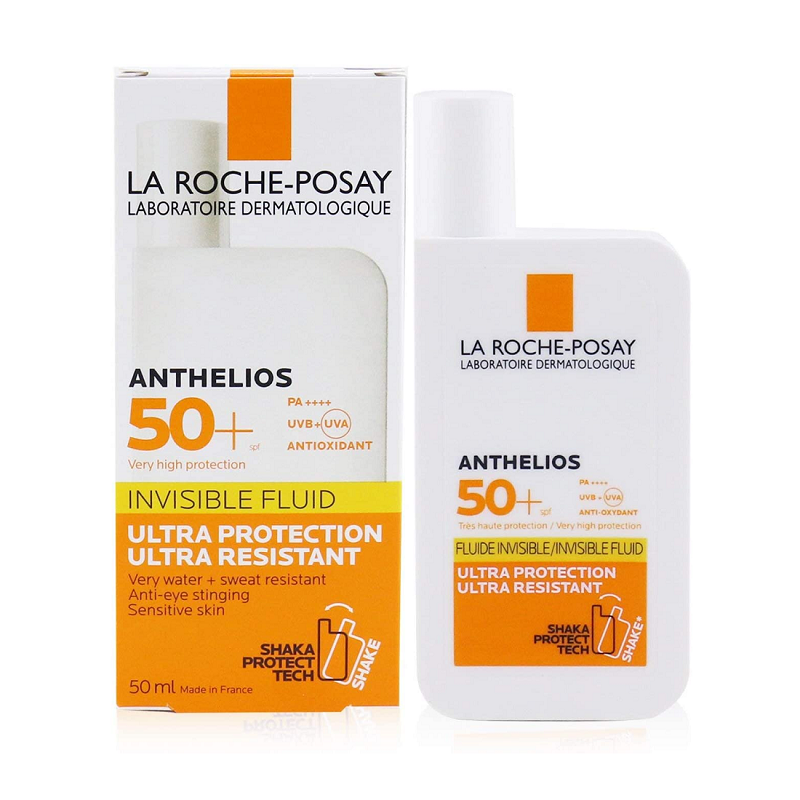 LA ROCHE-POSAY
LABORATOIRE DERMATOLOGIQUE
ANTHELIOS
50+ spf
PA ++++
UVB + UVA
ANTIOXIDANT
Very high protection
INVISIBLE FLUID
ULTRA PROTECTION
ULTRA RESISTANT
Very water + sweat resistant
Anti-eye stinging
Sensitive skin
SHAKA
PROTECT
TECH
SHAKE
50 ml Made in France
LA ROCHE-POSAY
LABORATOIRE DERMATOLOGIQUE
ANTHELIOS
50+ spf
PA ++++
UVB + UVA
ANTI-OXYDANT
Très haute protection / Very high protection
FLUIDE INVISIBLE/INVISIBLE FLUID
ULTRA PROTECTION
ULTRA RESISTANT
SHAKA
PROTECT
TECH
SHAKE®